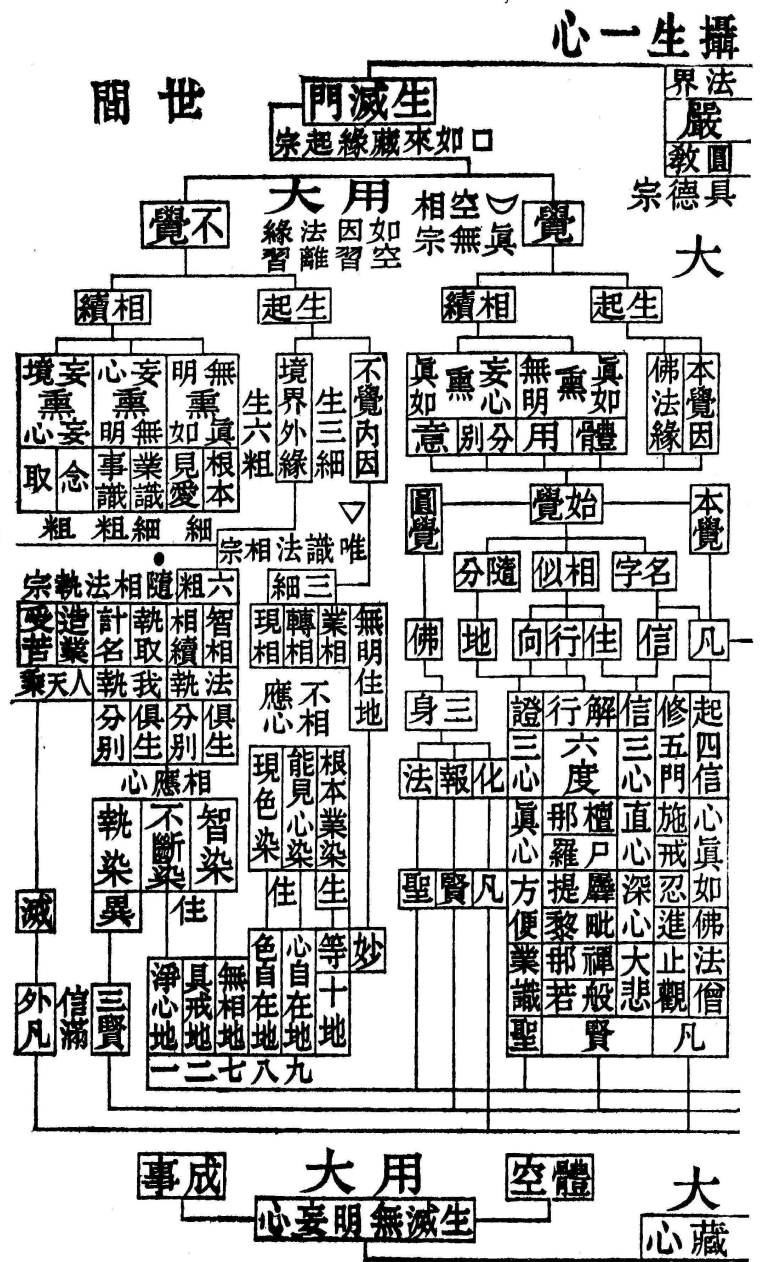 攝生一心
法界
嚴
圓教
具德宗
大
世間
生滅門
口如來藏緣起宗
大用
如空因習法離緣習
眞空無相宗
覺
不覺
生起
相續
本覺因
佛法緣
眞如熏無明
妄心熏眞如
體
用
分別
意
本覺
始覺
圓覺
名字
相似
隨分
凡
信
住
行
向
地
佛
三身
化
報
法
凡
賢
聖
起四信
心眞如佛法僧
修五門
施戒忍進止觀
信三心
直心深心大悲
解行
六度
檀那
尸羅
羼提
毗黎
禪那
般若
證三心
眞心方便業識
凡
賢
聖
生起
相續
不覺內因
生三細
境界外緣
生六粗
無明熏眞如
妄心熏無明
妄境熏妄心
根本
見愛
業識
事識
念
取
細
細粗
粗
唯識法相宗
三細
無明住地
業相
轉相
現相
不相應心
根本業染
能見心染
現色染
生
住
妙
等十地
心自在地
色自在地
六粗
隨相法執宗
智相
相續
執取
計名
造業
受苦
法執
我執
人天乘
俱生
分別
俱生
分別
相應心
智染
不斷染
執染
住
異
滅
無相地
具戒地
淨心地
九八七二一
三賢
信滿
外凡
大用
體空
成事
生滅無明妄心
大
藏心